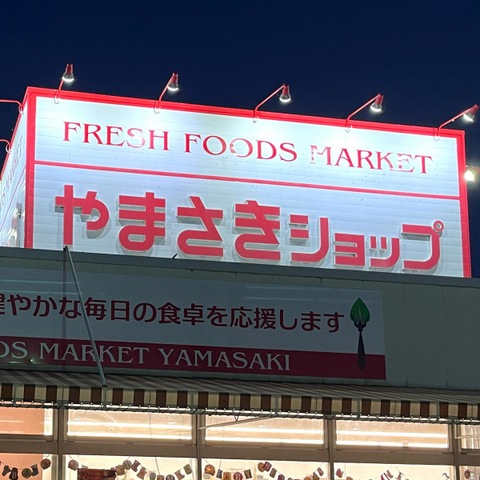 FRESH FOODS MARKET
やまさきショップ
健やかな毎日の食卓を応援します
DS MARKET YAMASAKI